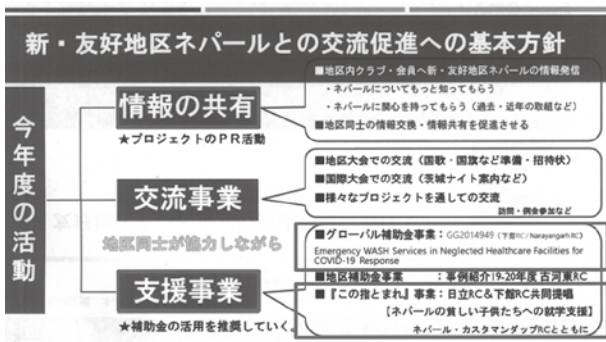 新・友好地区ネパールとの交流促進への基本方針
今年度の活動
情報の共有
★プロジェクトのPR活動
■地区内クラブ・会員へ新・友好地区ネパールの情報発信
・ネパールについてもっと知ってもらう
・ネパールに関心を持ってもらう（過去・近年の取組など）
■地区同士の情報交換・情報共有を促進させる
交流事業
地区同士が協力しながら
■地区大会での交流（国歌・国旗など準備・招待状）
■国際大会での交流（茨城ナイト案内など）
■様々なプロジェクトを通しての交流
訪問・例会参加など
支援事業
★補助金の活用を推奨していく。
■グローバル補助金事業：GG2014949（下館RC/Narayangarh RC）
Emergency WASH Services in Neglected Healthcare Facilities for
COVID-19 Response
■地区補助金事業　：事例紹介19-20年度 古河東RC
■『この指とまれ』事業：日立RC＆下館RC共同提唱
【ネパールの貧しい子供たちへの就学支援】
ネパール・カスタマンダップRCとともに